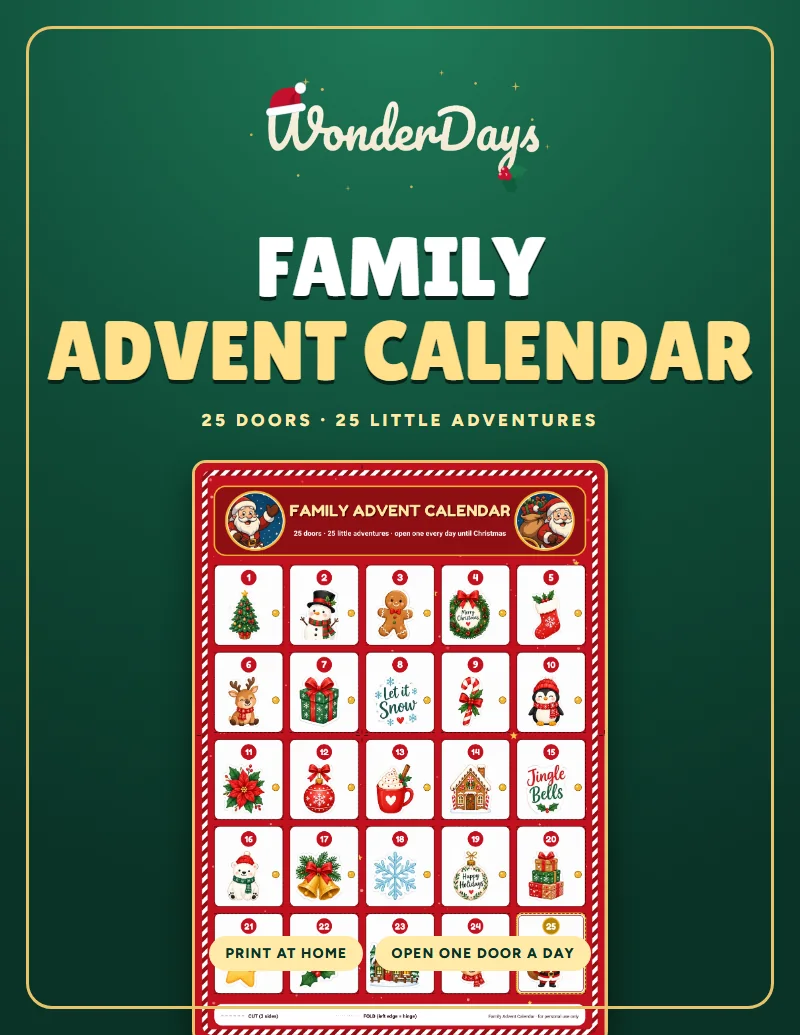 WonderDays
FAMILY
ADVENT CALENDAR
25 DOORS · 25 LITTLE ADVENTURES
FAMILY ADVENT CALENDAR
25 doors · 25 little adventures · open one every day until Christmas
1 2 3 4 5
Merry
Christmas
6 7 8 9 10
Let it
Snow
11 12 13 14 15
Jingle
Bells
16 17 18 19 20
Happy
Holidays
21 22 23 24 25
PRINT AT HOME OPEN ONE DOOR A DAY
CUT (3 sides) FOLD (left edge = hinge) Family Advent Calendar · for personal use only